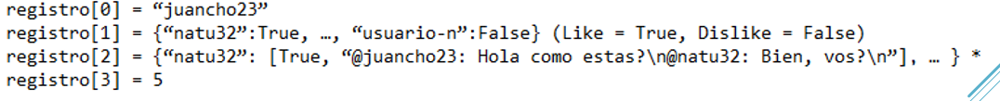 registro[0] = “juancho23”
registro[1] = {“natu32”:True, …, “usuario-n”:False} (Like = True, Dislike = False)
registro[2] = {“natu32”: [True, “@juancho23: Hola como estas?\n@natu32: Bien, vos?\n”], … } *
registro[3] = 5